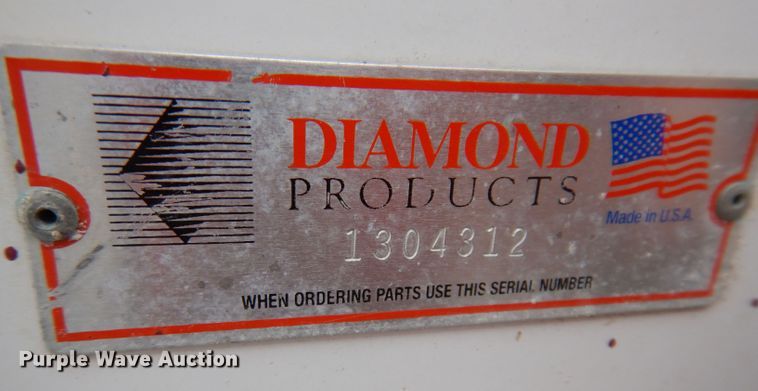 DIAMOND
PRODUCTS
Made in U.S.A.
1304312
WHEN ORDERING PARTS USE THIS SERIAL NUMBER
Purple Wave Auction